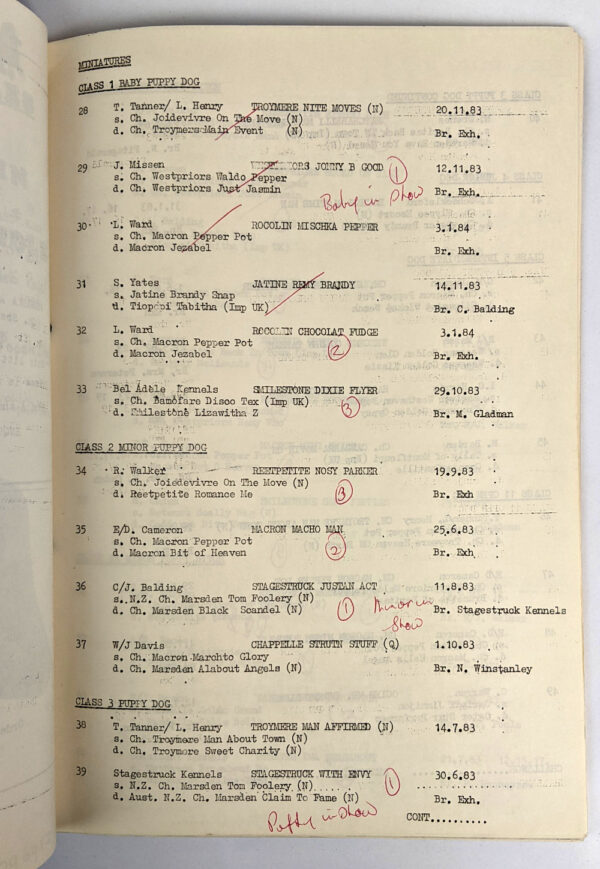 MINIATURES
CLASS 1 BABY PUPPY DOG
28 T. Tanner/ L. Henry TROYMERE NITE MOVES (N) 20.11.83
s. Ch. Joidevivre On The Move (N)
d. Ch. Troymere Main Event (N) Br. Exh.
29 J. Missen JONNY B GOOD 1 12.11.83
s. Ch. Westpriors Waldo Pepper
d. Ch. Westpriors Just Jasmin Br. Exh.
Baby in Show
30 L. Ward ROCOLIN MISCHKA PEPPER 3.1.84
s. Ch. Macron Pepper Pot
d. Macron Jezabel Br. Exh.
31 S. Yates JATINE REMY BRANDY 14.11.83
s. Jatine Brandy Snap
d. Tiopepi Tabitha (Imp UK) Br. C. Balding
32 L. Ward ROCOLIN CHOCOLAT FUDGE 3.1.84
s. Ch. Macron Pepper Pot
d. Macron Jezabel 2 Br. Exh.
33 Bel Adele Kennels SMILESTONE DIXIE FLYER 29.10.83
s. Ch. Bamofare Disco Tex (Imp UK)
d. Smilestone Lizawitha Z 3 Br. M. Gladman
CLASS 2 MINOR PUPPY DOG
34 R. Walker REETPETITE NOSY PARKER 19.9.83
s. Ch. Joiedevivre On The Move (N)
d. Reetpetite Romance Me 3 Br. Exh
35 E/D. Cameron MACRON MACHO MAN 25.6.83
s. Ch. Macron Pepper Pot
d. Macron Bit of Heaven 2 Br. Exh
36 C/J. Balding STAGESTRUCK JUSTAN ACT 11.8.83
s. N.Z. Ch. Marsden Tom Foolery (N)
d. Ch. Marsden Black Scandel (N) 1 Minor in Show Br. Stagestruck Kennels
37 W/J Davis CHAPPELLE STRUTN STUFF (Q) 1.10.83
s. Ch. Macron Marchto Glory
d. Ch. Marsden Alabout Angels (N) Br. N. Winstanley
CLASS 3 PUPPY DOG
38 T. Tanner/ L. Henry TROYMERE MAN AFFIRMED (N) 14.7.83
s. Ch. Troymere Man About Town (N)
d. Ch. Troymere Sweet Charity (N)
39 Stagestruck Kennels STAGESTRUCK WITH ENVY 1 30.6.83
s. N.Z. Ch. Marsden Tom Foolery (N)
d. Aust. N.Z. Ch. Marsden Claim To Fame (N) Br. Exh.
Puppy in Show
CONT..........